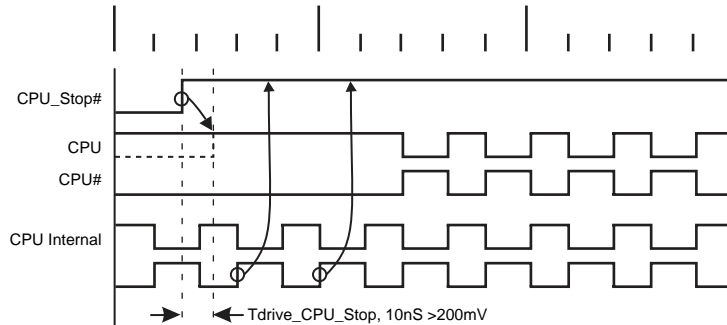 CPU_Stop#
CPU
CPU#
CPU Internal
Tdrive_CPU_Stop, 10nS >200mV